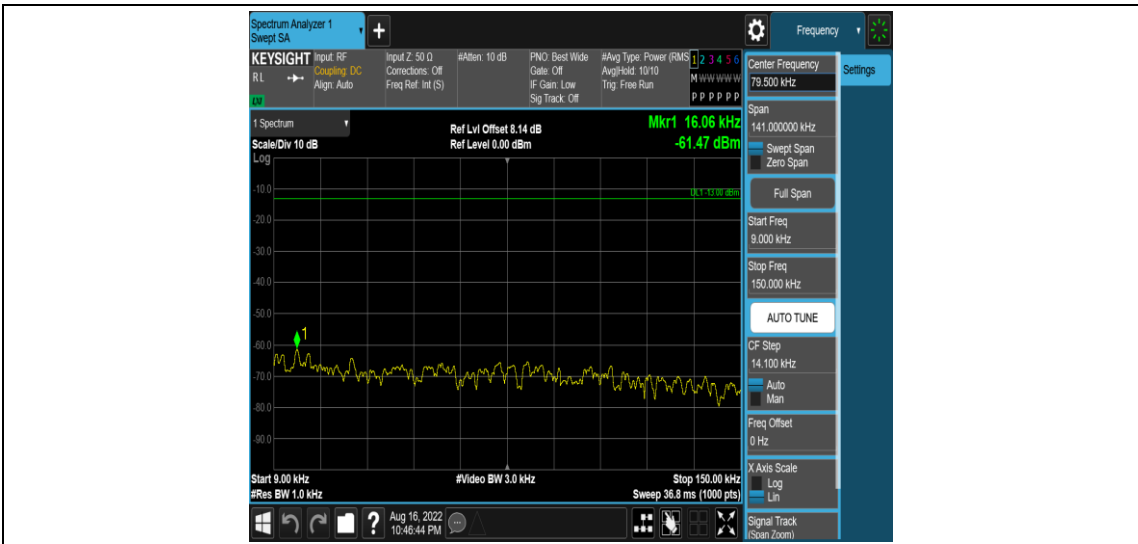 Spectrum Analyzer 1
Swept SA
+
Frequency
KEYSIGHT
RL
LXI
Input: RF
Coupling: DC
Align: Auto
Input Z: 50 Ω
Corrections: Off
Freq Ref: Int (S)
#Atten: 10 dB
PNO: Best Wide
Gate: Off
IF Gain: Low
Sig Track: Off
#Avg Type: Power (RMS
Avg|Hold: 10/10
Trig: Free Run
1 2 3 4 5 6
M W W W W W
P P P P P P
1 Spectrum
Scale/Div 10 dB
Log
Ref Lvl Offset 8.14 dB
Ref Level 0.00 dBm
Mkr1 16.06 kHz
-61.47 dBm
DL1 -13.00 dBm
-10.0
-20.0
-30.0
-40.0
-50.0
-60.0
-70.0
-80.0
-90.0
1
Start 9.00 kHz
#Res BW 1.0 kHz
#Video BW 3.0 kHz
Stop 150.00 kHz
Sweep 36.8 ms (1000 pts)
Center Frequency
79.500 kHz
Settings
Span
141.000000 kHz
Swept Span
Zero Span
Full Span
Start Freq
9.000 kHz
Stop Freq
150.000 kHz
AUTO TUNE
CF Step
14.100 kHz
Auto
Man
Freq Offset
0 Hz
X Axis Scale
Log
Lin
Signal Track
(Span Zoom)
?
Aug 16, 2022
10:46:44 PM